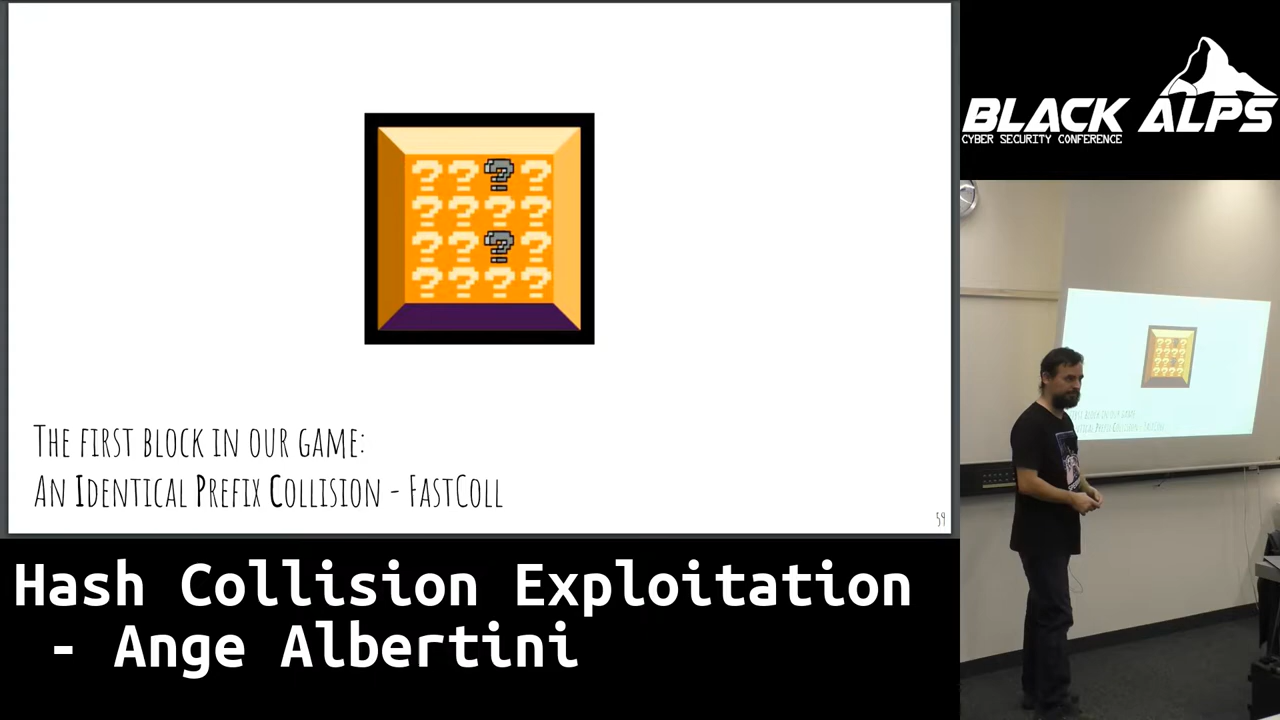 ? ? ? ?
? ? ? ?
? ? ? ?
? ? ? ?
The first block in our game:
An Identical Prefix Collision - FastColl
59
Hash Collision Exploitation
- Ange Albertini
BLACK ALPS
CYBER SECURITY CONFERENCE